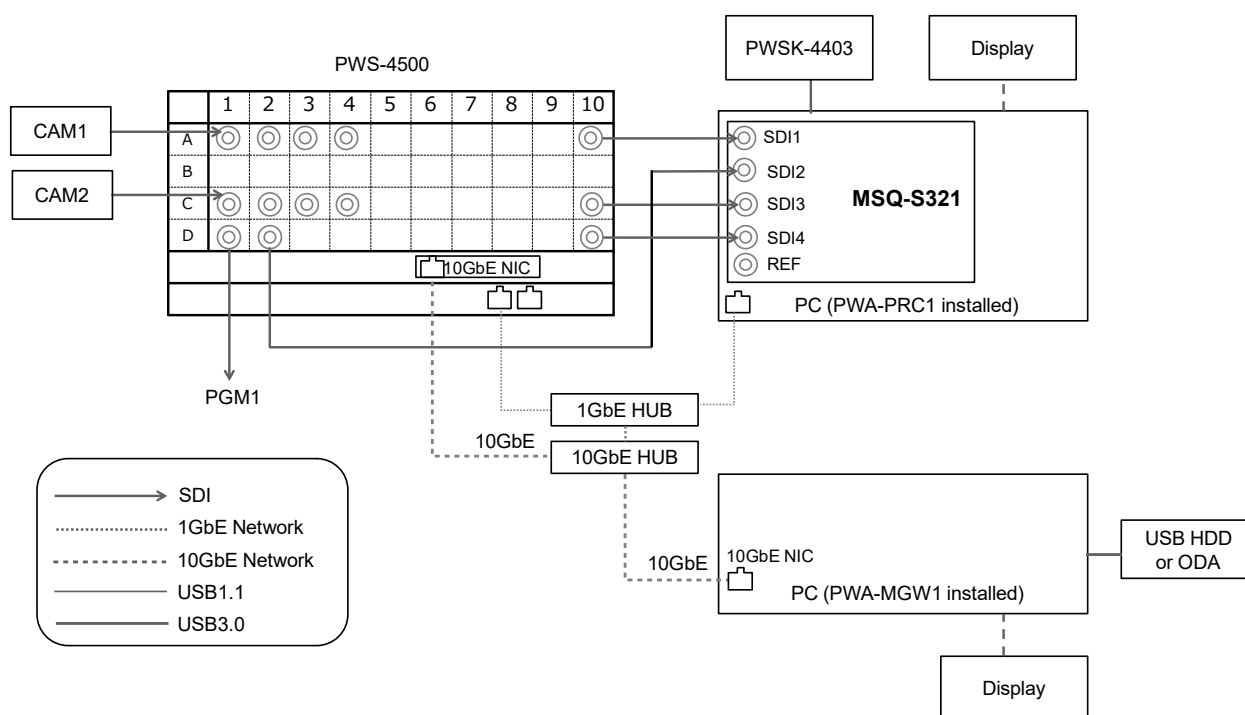 PWS-4500
PWSK-4403
Display
1 2 3 4 5 6 7 8 9 10
CAM1
A
SDI1
B
SDI2
CAM2
C
SDI3
MSQ-S321
D
SDI4
10GbE NIC
REF
PC (PWA-PRC1 installed)
PGM1
1GbE HUB
10GbE
10GbE HUB
SDI
1GbE Network
10GbE Network
USB1.1
USB3.0
10GbE
10GbE NIC
PC (PWA-MGW1 installed)
USB HDD
or ODA
Display